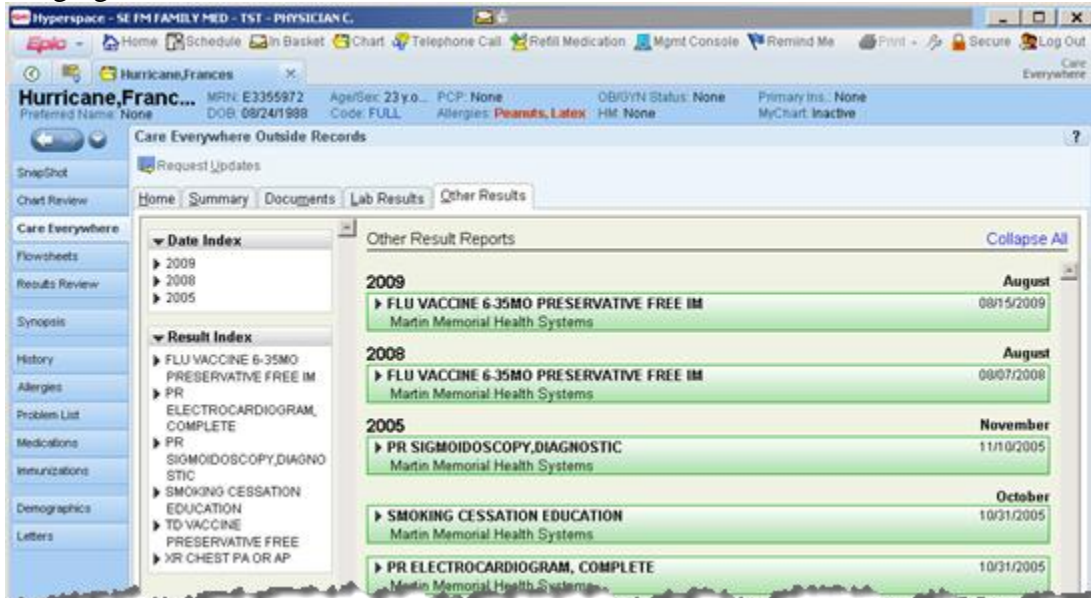 Hyperspace - SE FM FAMILY MED - TST - PHYSICIAN C.
Epic Home Schedule In Basket Chart Telephone Call Refill Medication Mgmt Console Remind Me Print Secure Log Out
Hurricane,Frances
Care Everywhere
Hurricane,Franc... MRN: E3355972 Age/Sex: 23 y.o... PCP: None OB/GYN Status: None Primary Ins.: None
Preferred Name: None DOB: 08/24/1988 Code: FULL Allergies: Peanuts, Latex HM: None MyChart: Inactive
Care Everywhere Outside Records ?
Request Updates
Home Summary Documents Lab Results Other Results
SnapShot
Chart Review
Care Everywhere
Flowsheets
Results Review
Synopsis
History
Allergies
Problem List
Medications
Immunizations
Demographics
Letters
Date Index
2009
2008
2005
Result Index
FLU VACCINE 6-35MO
PRESERVATIVE FREE IM
PR
ELECTROCARDIOGRAM,
COMPLETE
PR
SIGMOIDOSCOPY,DIAGNO
STIC
SMOKING CESSATION
EDUCATION
TD VACCINE
PRESERVATIVE FREE
XR CHEST PA OR AP
Other Result Reports Collapse All
2009 August
FLU VACCINE 6-35MO PRESERVATIVE FREE IM 08/15/2009
Martin Memorial Health Systems
2008 August
FLU VACCINE 6-35MO PRESERVATIVE FREE IM 08/07/2008
Martin Memorial Health Systems
2005 November
PR SIGMOIDOSCOPY,DIAGNOSTIC 11/10/2005
Martin Memorial Health Systems
October
SMOKING CESSATION EDUCATION 10/31/2005
Martin Memorial Health Systems
PR ELECTROCARDIOGRAM, COMPLETE 10/31/2005
Martin Memorial Health Systems